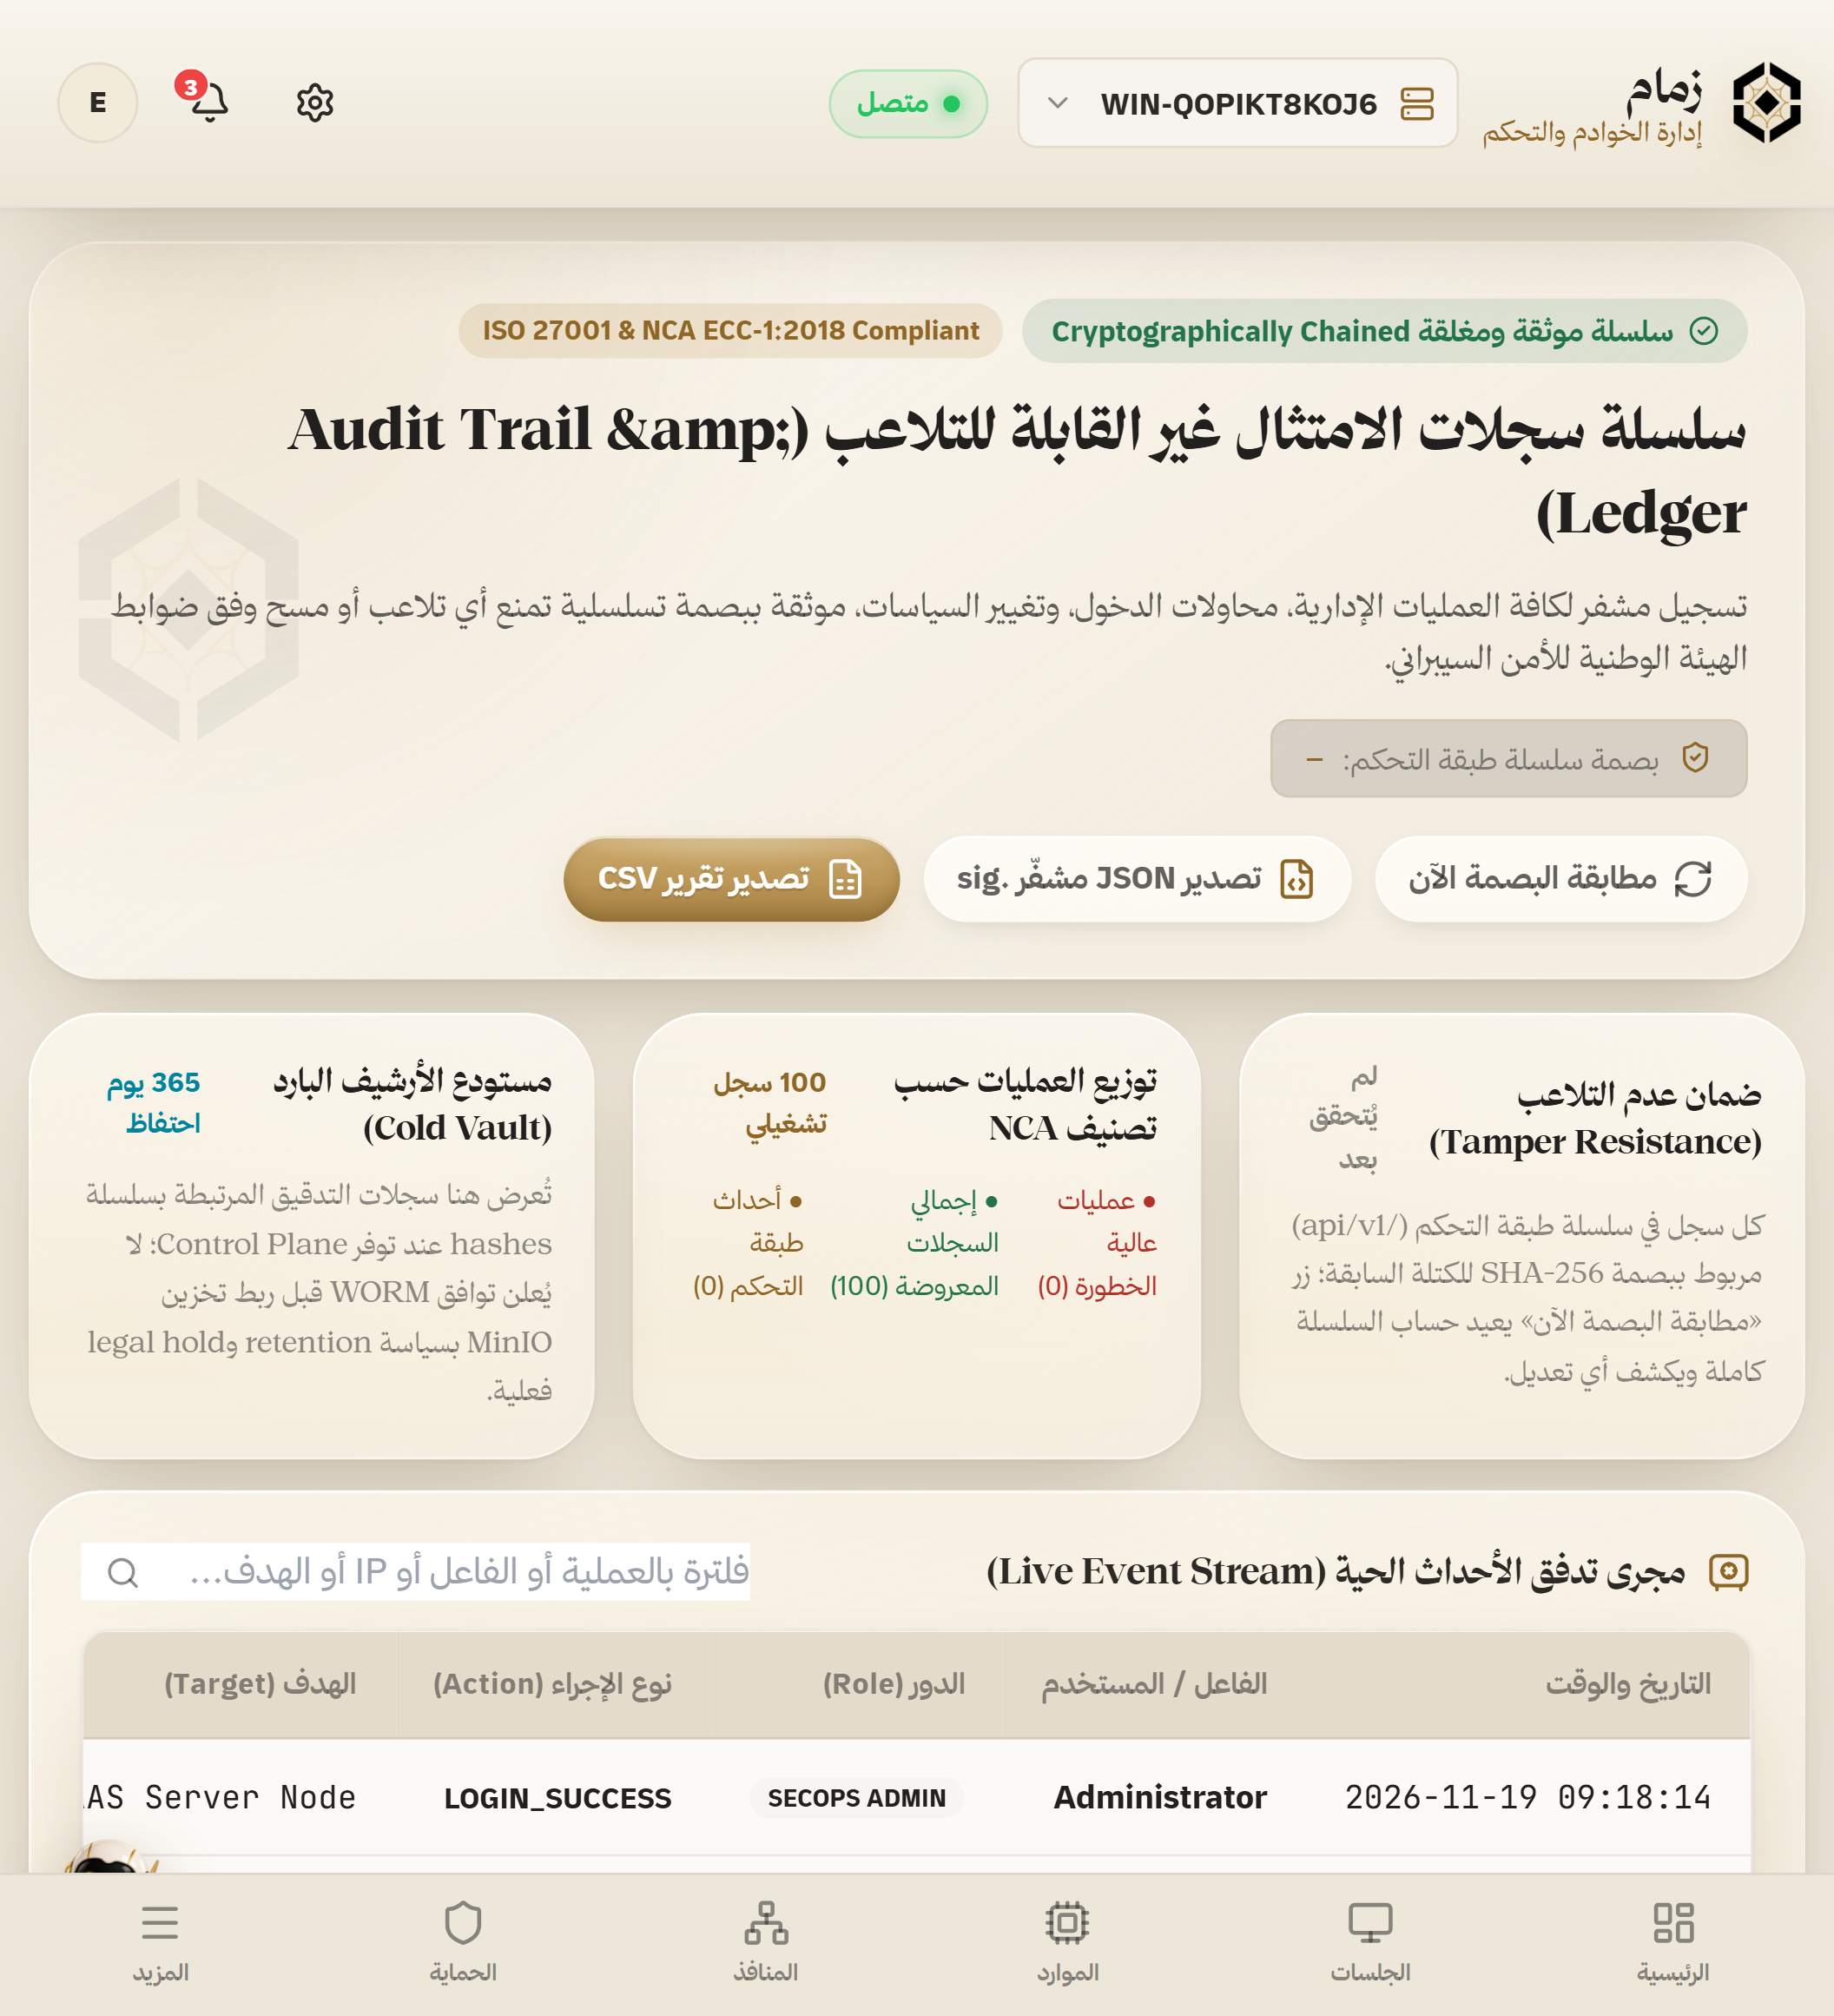 زمام
إدارة الخوادم والتحكم
WIN-QOPIKT8KOJ6
متصل
3
E
سلسلة موثقة ومغلقة Cryptographically Chained
ISO 27001 & NCA ECC-1:2018 Compliant
سلسلة سجلات الامتثال غير القابلة للتلاعب (Audit Trail &amp;
Ledger)
تسجيل مشفر لكافة العمليات الإدارية، محاولات الدخول، وتغيير السياسات، موثقة ببصمة تسلسلية تمنع أي تلاعب أو مسح وفق ضوابط
الهيئة الوطنية للأمن السيبراني.
بصمة سلسلة طبقة التحكم: –
مطابقة البصمة الآن
تصدير JSON مشفّر .sig
تصدير تقرير CSV
ضمان عدم التلاعب
(Tamper Resistance)
لم
يُتحقق
بعد
كل سجل في سلسلة طبقة التحكم (/api/v1)
مربوط ببصمة SHA-256 للكتلة السابقة؛ زر
«مطابقة البصمة الآن» يعيد حساب السلسلة
كاملة ويكشف أي تعديل.
توزيع العمليات حسب
تصنيف NCA
100 سجل
تشغيلي
● عمليات
عالية
الخطورة (0)
● إجمالي
السجلات
المعروضة (100)
● أحداث
طبقة
التحكم (0)
مستودع الأرشيف البارد
(Cold Vault)
365 يوم
احتفاظ
تُعرض هنا سجلات التدقيق المرتبطة بسلسلة
hashes عند توفر Control Plane؛ لا
يُعلن توافق WORM قبل ربط تخزين
MinIO بسياسة retention وlegal hold
فعلية.
مجرى تدفق الأحداث الحية (Live Event Stream)
فلترة بالعملية أو الفاعل أو IP أو الهدف...
التاريخ والوقت
الفاعل / المستخدم
الدور (Role)
نوع الإجراء (Action)
الهدف (Target)
2026-11-19 09:18:14
Administrator
SECOPS ADMIN
LOGIN_SUCCESS
AS Server Node
الرئيسية
الجلسات
الموارد
المنافذ
الحماية
المزيد